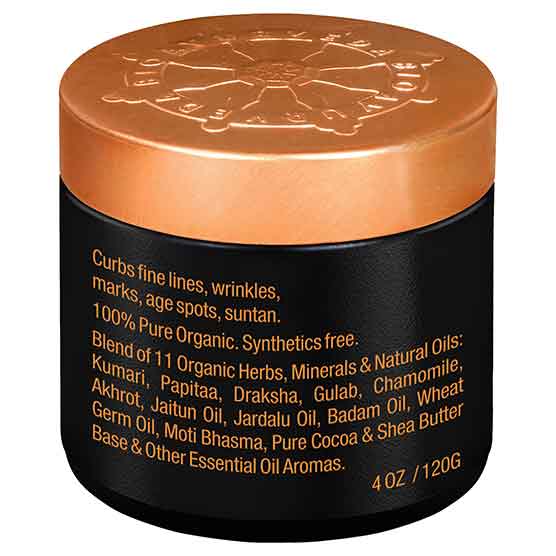 BIO AYURVEDA
Curbs fine lines, wrinkles,
marks, age spots, suntan.
100% Pure Organic. Synthetics free.
Blend of 11 Organic Herbs, Minerals & Natural Oils:
Kumari, Papitaa, Draksha, Gulab, Chamomile,
Akhrot, Jaitun Oil, Jardalu Oil, Badam Oil, Wheat
Germ Oil, Moti Bhasma, Pure Cocoa & Shea Butter
Base & Other Essential Oil Aromas.
4 OZ / 120G